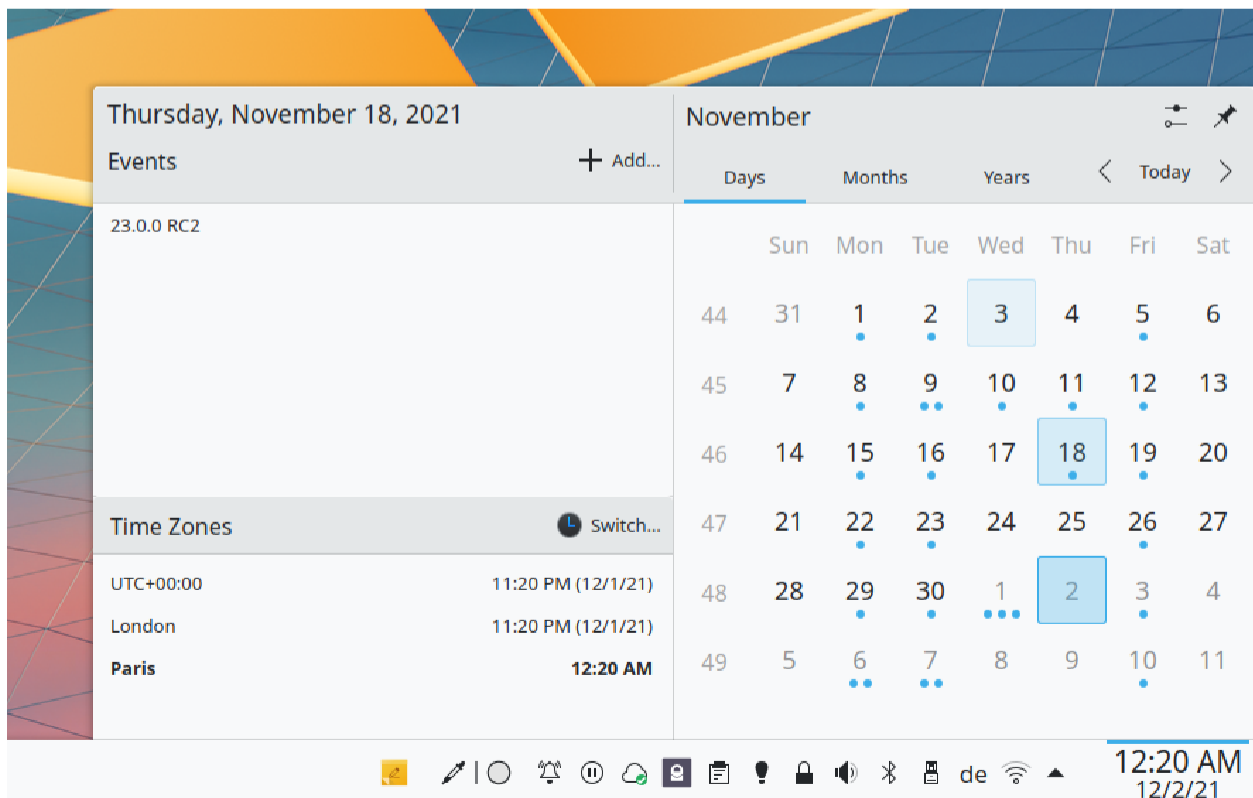 Thursday, November 18, 2021
Events
Add...
23.0.0 RC2
Time Zones
Switch...
UTC+00:00 11:20 PM (12/1/21)
London 11:20 PM (12/1/21)
Paris 12:20 AM
November
Days Months Years Today
Sun Mon Tue Wed Thu Fri Sat
44 31 1 2 3 4 5 6
45 7 8 9 10 11 12 13
46 14 15 16 17 18 19 20
47 21 22 23 24 25 26 27
48 28 29 30 1 2 3 4
49 5 6 7 8 9 10 11
de
12:20 AM
12/2/21